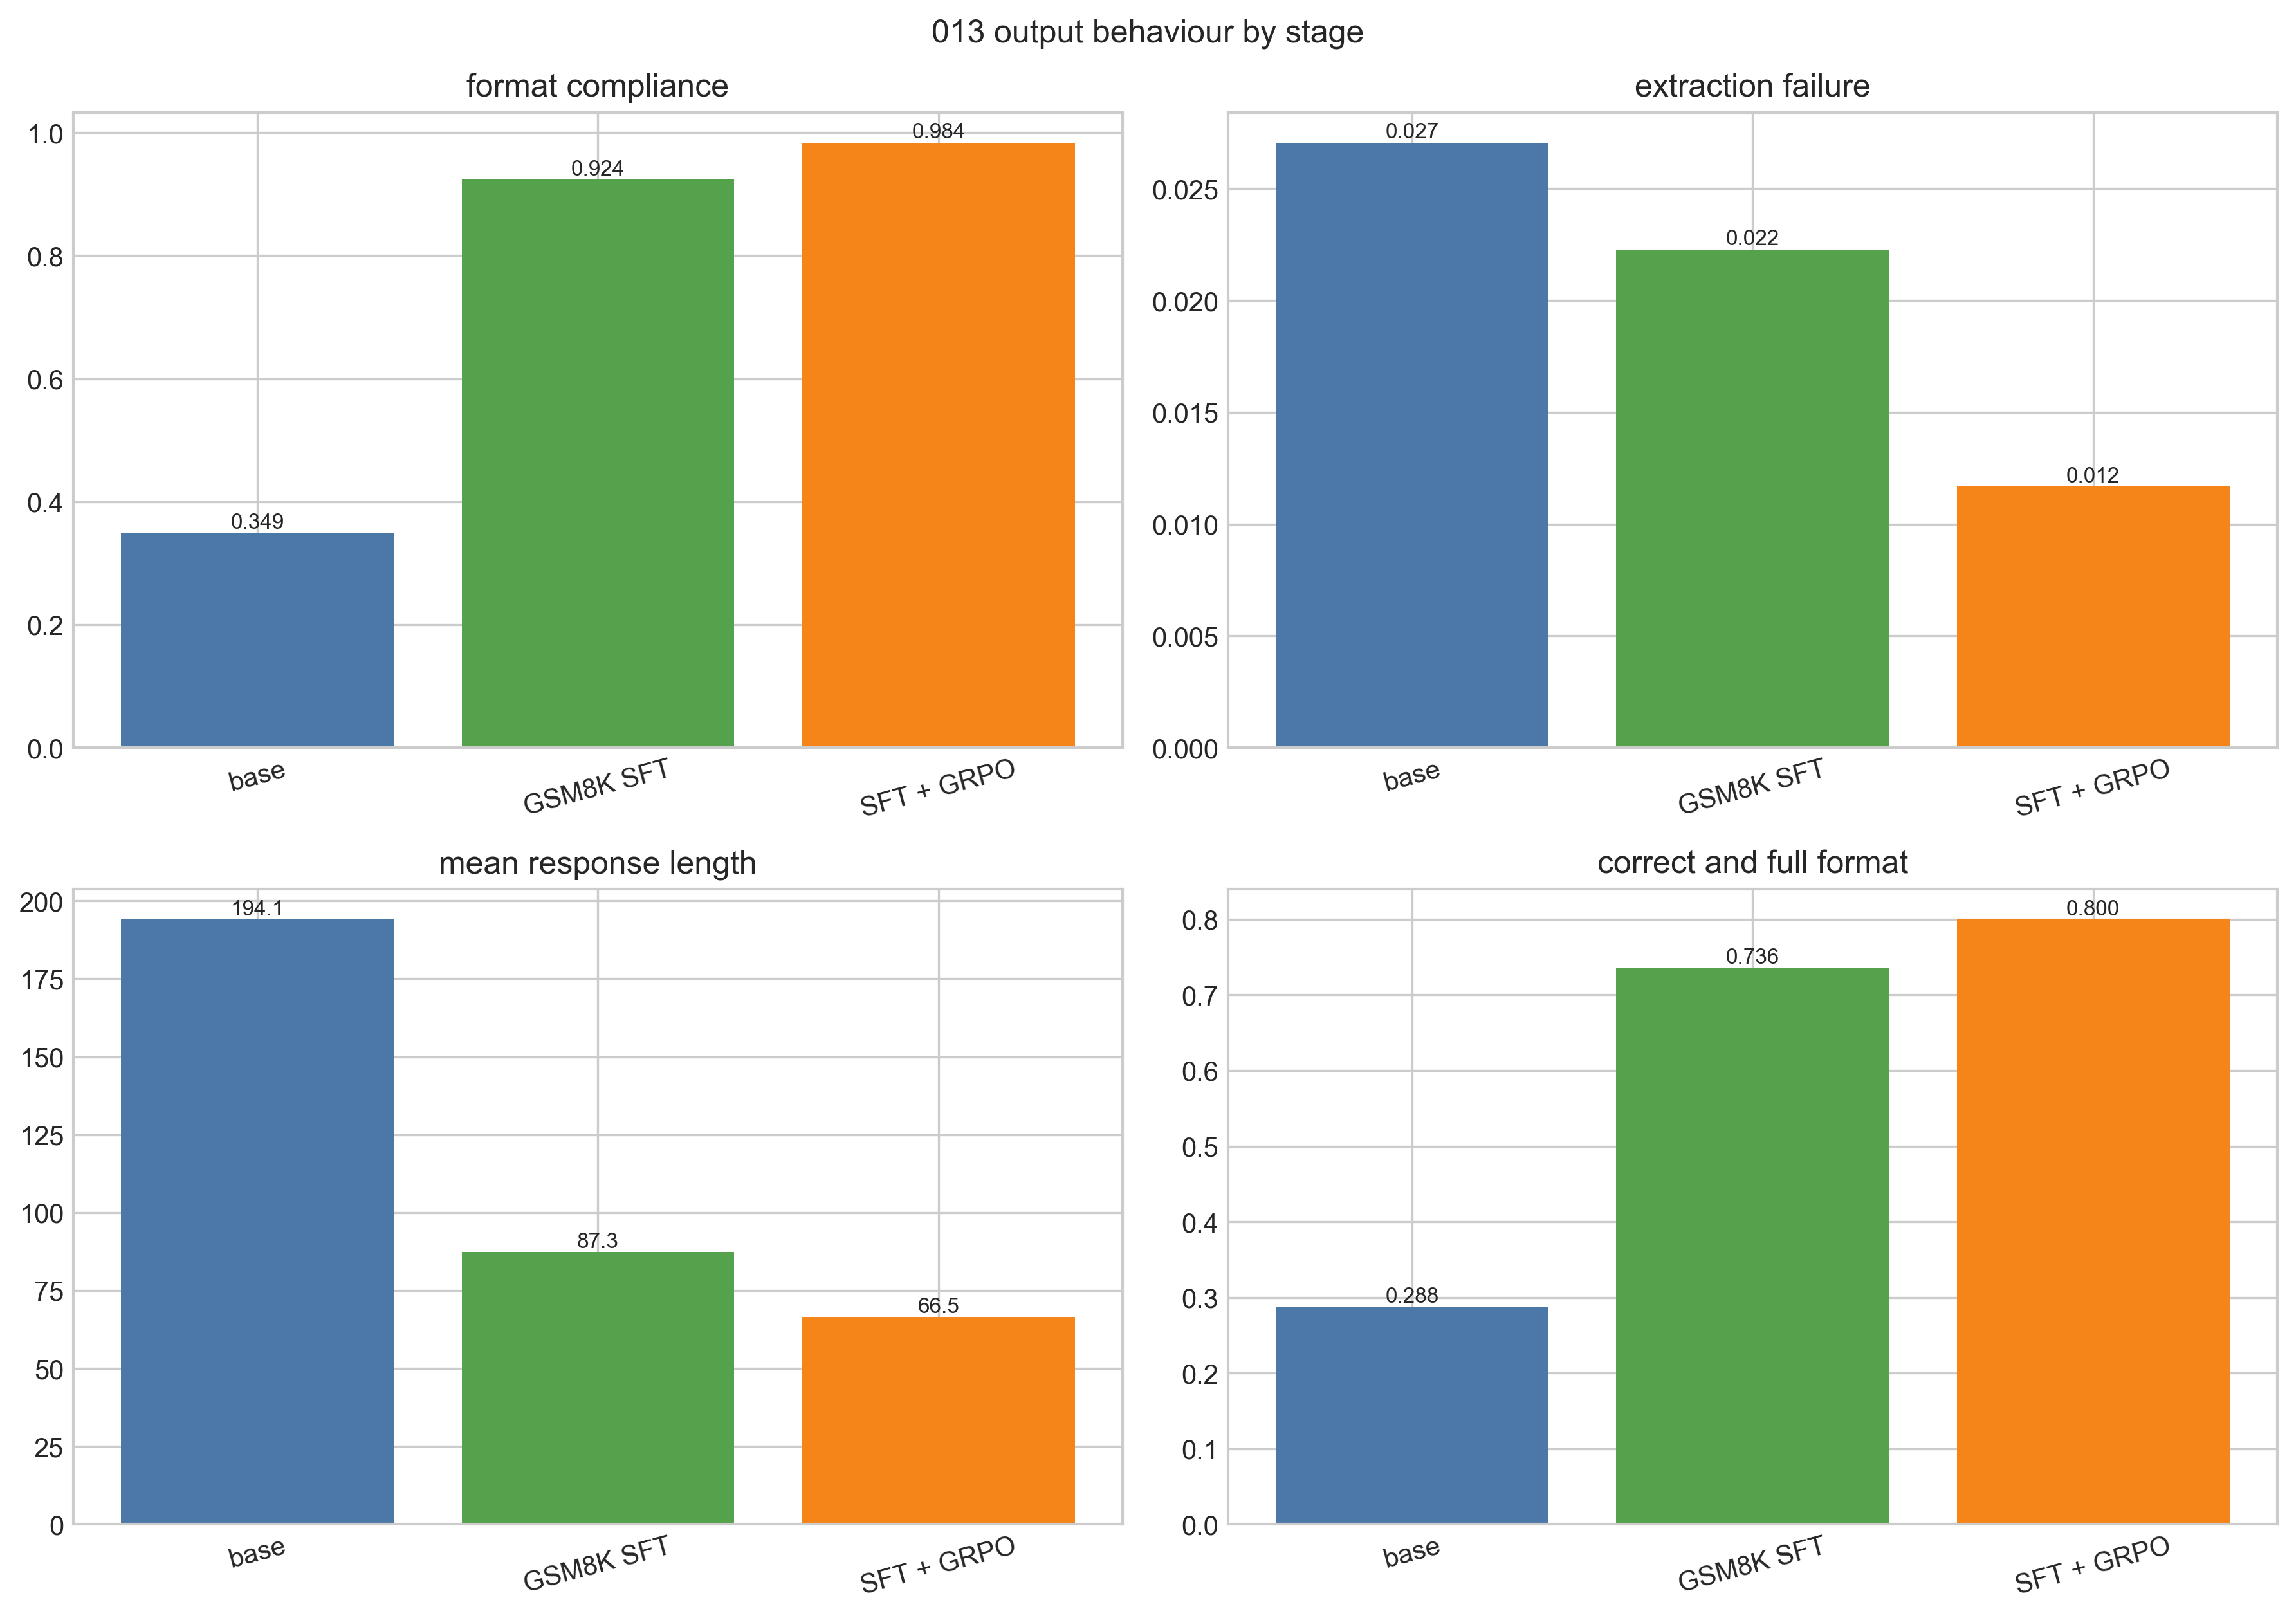 013 output behaviour by stage
format compliance
1.0
0.8
0.6
0.4
0.2
0.0
0.349
0.924
0.984
base
GSM8K SFT
SFT + GRPO
extraction failure
0.025
0.020
0.015
0.010
0.005
0.000
0.027
0.022
0.012
base
GSM8K SFT
SFT + GRPO
mean response length
200
175
150
125
100
75
50
25
0
194.1
87.3
66.5
base
GSM8K SFT
SFT + GRPO
correct and full format
0.8
0.7
0.6
0.5
0.4
0.3
0.2
0.1
0.0
0.288
0.736
0.800
base
GSM8K SFT
SFT + GRPO